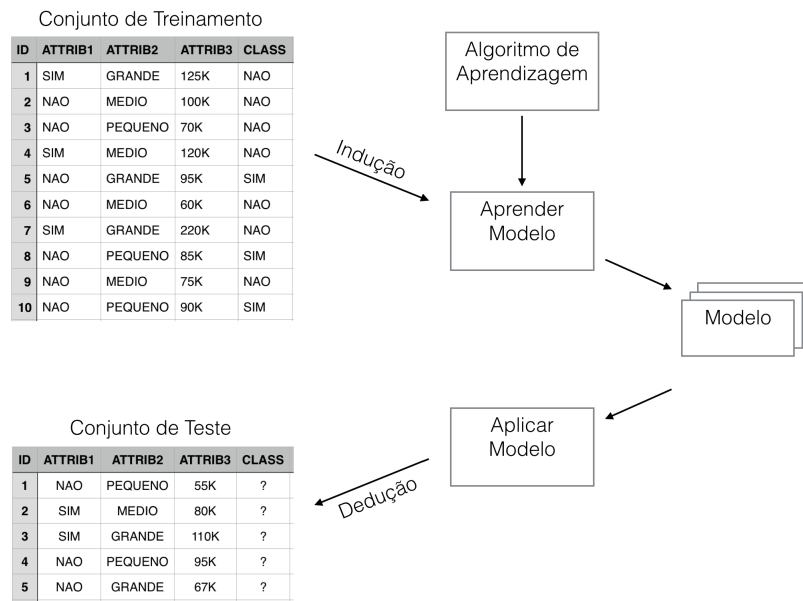 Conjunto de Treinamento
ID ATTRIB1 ATTRIB2 ATTRIB3 CLASS
1 SIM GRANDE 125K NAO
2 NAO MEDIO 100K NAO
3 NAO PEQUENO 70K NAO
4 SIM MEDIO 120K NAO
5 NAO GRANDE 95K SIM
6 NAO MEDIO 60K NAO
7 SIM GRANDE 220K NAO
8 NAO PEQUENO 85K SIM
9 NAO MEDIO 75K NAO
10 NAO PEQUENO 90K SIM
Algoritmo de
Aprendizagem
Indução
Aprender
Modelo
Modelo
Aplicar
Modelo
Dedução
Conjunto de Teste
ID ATTRIB1 ATTRIB2 ATTRIB3 CLASS
1 NAO PEQUENO 55K ?
2 SIM MEDIO 80K ?
3 SIM GRANDE 110K ?
4 NAO PEQUENO 95K ?
5 NAO GRANDE 67K ?